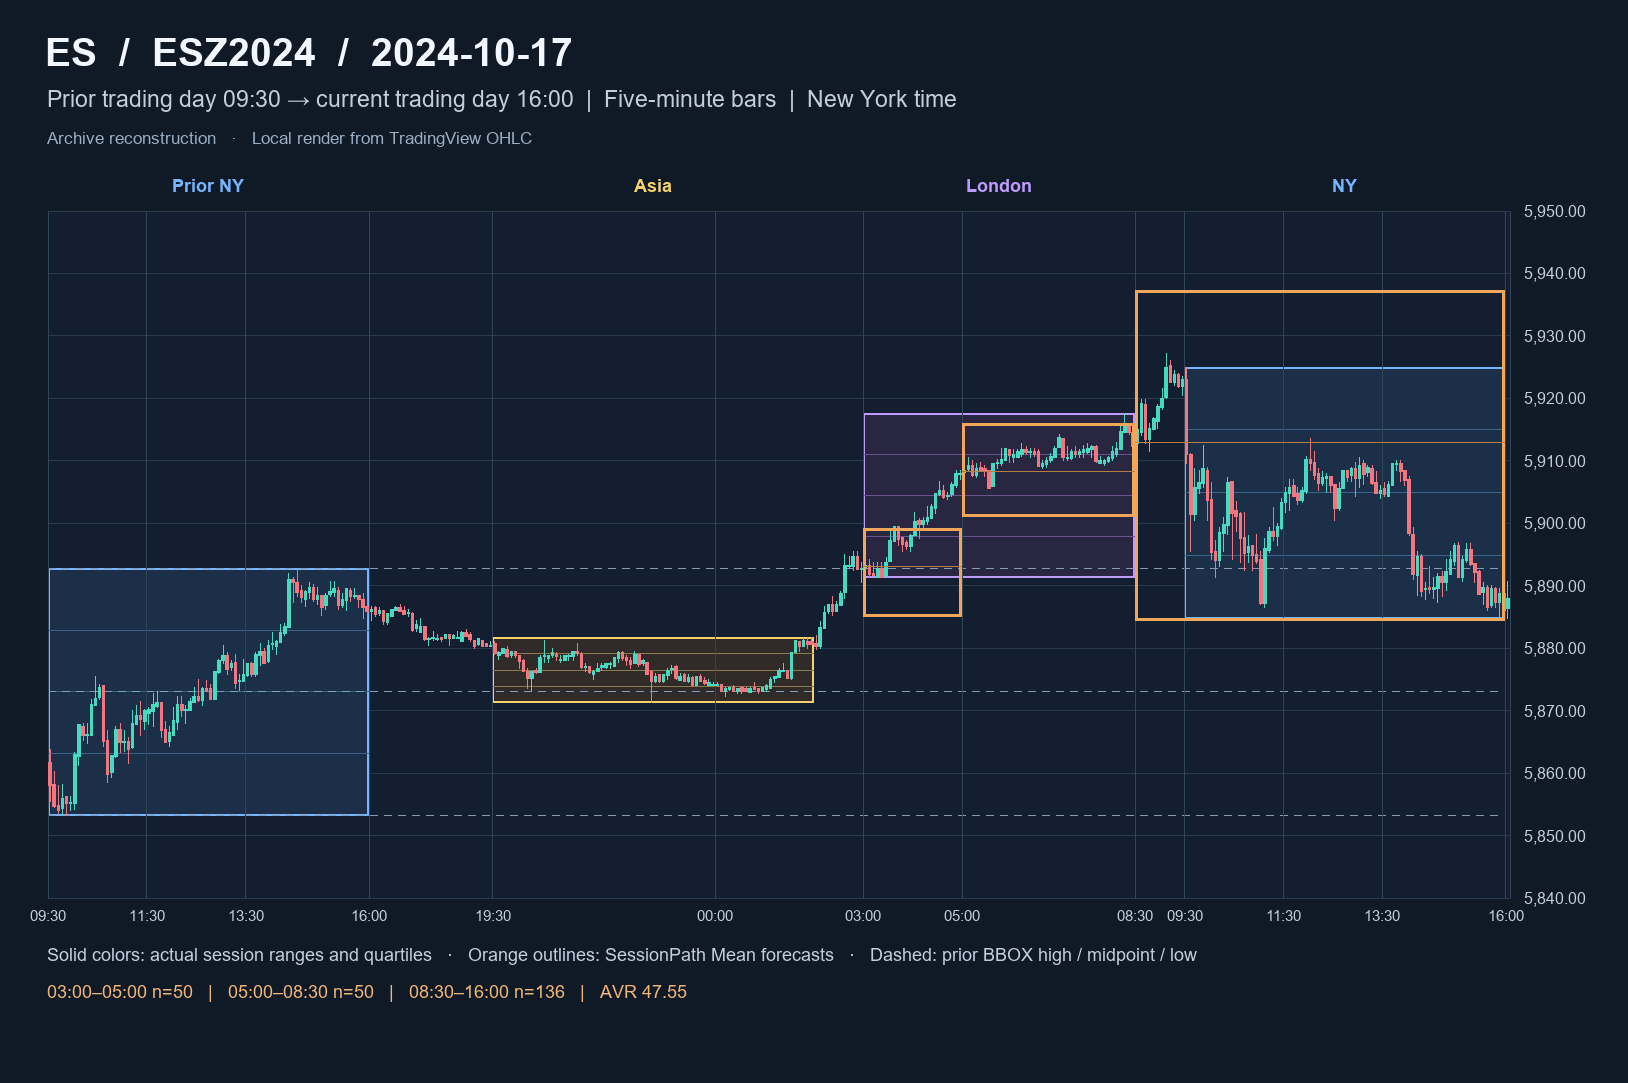 ES / ESZ2024 / 2024-10-17
Prior trading day 09:30 → current trading day 16:00 | Five-minute bars | New York time
Archive reconstruction · Local render from TradingView OHLC
Prior NY Asia London NY
5,950.00
5,940.00
5,930.00
5,920.00
5,910.00
5,900.00
5,890.00
5,880.00
5,870.00
5,860.00
5,850.00
5,840.00
09:30 11:30 13:30 16:00 19:30 00:00 03:00 05:00 08:30 09:30 11:30 13:30 16:00
Solid colors: actual session ranges and quartiles · Orange outlines: SessionPath Mean forecasts · Dashed: prior BBOX high / midpoint / low
03:00–05:00 n=50 | 05:00–08:30 n=50 | 08:30–16:00 n=136 | AVR 47.55